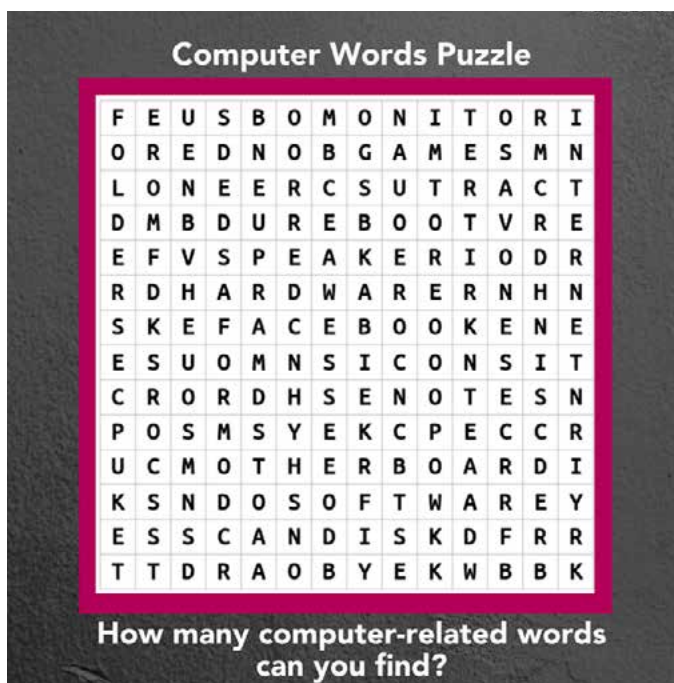 Computer Words Puzzle
F E U S B O M O N I T O R I
O R E D N O B G A M E S M N
L O N E E R C S U T R A C T
D M B D U R E B O O T V R E
E F V S P E A K E R I O D R
R D H A R D W A R E R N H N
S K E F A C E B O O K E N E
E S U O M N S I C O N S I T
C R O R D H S E N O T E S N
P O S M S Y E K C P E C C R
U C M O T H E R B O A R D I
K S N D O S O F T W A R E Y
E S S C A N D I S K D F R R
T T D R A O B Y E K W B B K
How many computer-related words
can you find?